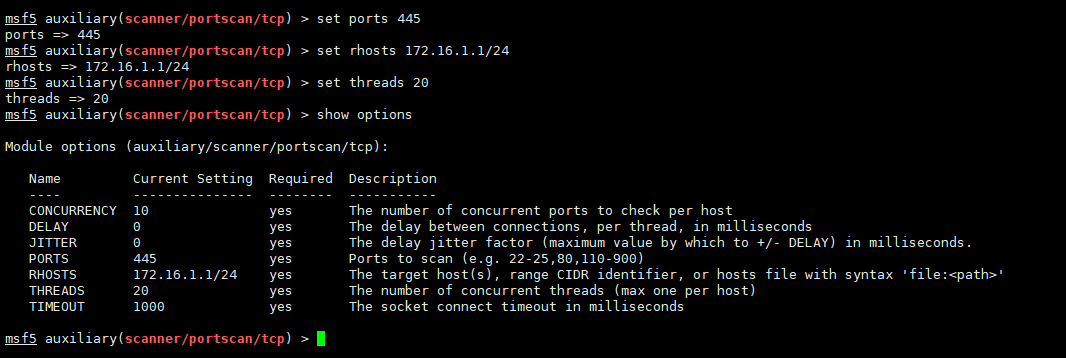 msf5 auxiliary(scanner/portscan/tcp) > set ports 445
ports => 445
msf5 auxiliary(scanner/portscan/tcp) > set rhosts 172.16.1.1/24
rhosts => 172.16.1.1/24
msf5 auxiliary(scanner/portscan/tcp) > set threads 20
threads => 20
msf5 auxiliary(scanner/portscan/tcp) > show options
Module options (auxiliary/scanner/portscan/tcp):
Name         Current Setting  Required  Description
----         ---------------  --------  -----------
CONCURRENCY  10               yes       The number of concurrent ports to check per host
DELAY        0                yes       The delay between connections, per thread, in milliseconds
JITTER       0                yes       The delay jitter factor (maximum value by which to +/- DELAY) in milliseconds.
PORTS        445              yes       Ports to scan (e.g. 22-25,80,110-900)
RHOSTS       172.16.1.1/24    yes       The target host(s), range CIDR identifier, or hosts file with syntax 'file:<path>'
THREADS      20               yes       The number of concurrent threads (max one per host)
TIMEOUT      1000             yes       The socket connect timeout in milliseconds
msf5 auxiliary(scanner/portscan/tcp) >